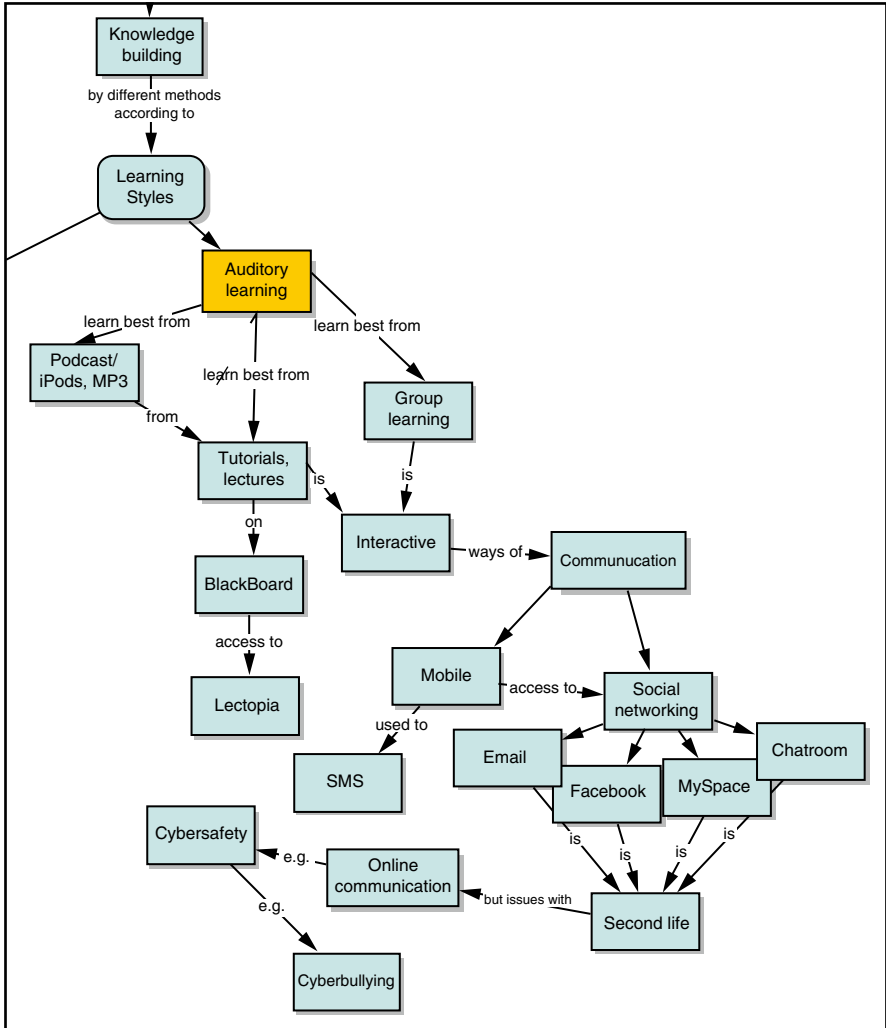 Knowledge
building
by different methods
according to
Learning
Styles
Auditory
learning
learn best from
learn best from
learn best from
Podcast/
iPods, MP3
Group
learning
from
Tutorials,
lectures
is
is
on
Interactive
ways of
Communucation
BlackBoard
access to
Lectopia
Mobile
access to
Social
networking
used to
SMS
Email
Facebook
MySpace
Chatroom
is
is
is
is
Cybersafety
e.g.
Online
communication
but issues with
Second life
e.g.
Cyberbullying